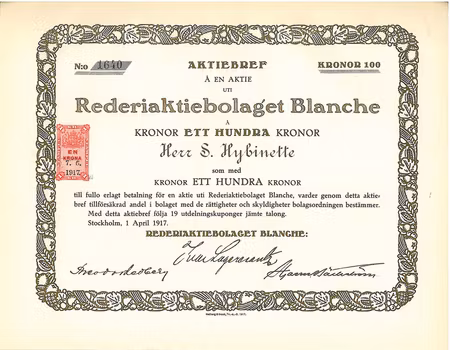 N:o 1640
AKTIEBREF
KRONOR 100
Å EN AKTIE
UTI
Rederiaktiebolaget Blanche
Å
KRONOR ETT HUNDRA KRONOR
Herr S. Hybinette
som med
KRONOR ETT HUNDRA KRONOR
till fullo erlagt betalning för en aktie uti Rederiaktiebolaget Blanche, varder genom detta aktie-
bref tillförsäkrad andel i bolaget med de rättigheter och skyldigheter bolagsordningen bestämmer.
Med detta aktiebref följa 19 utdelningskuponger jämte talong.
Stockholm, 1 April 1917.
REDERIAKTIEBOLAGET BLANCHE:
EN
KRONA
7. 6.
1917.